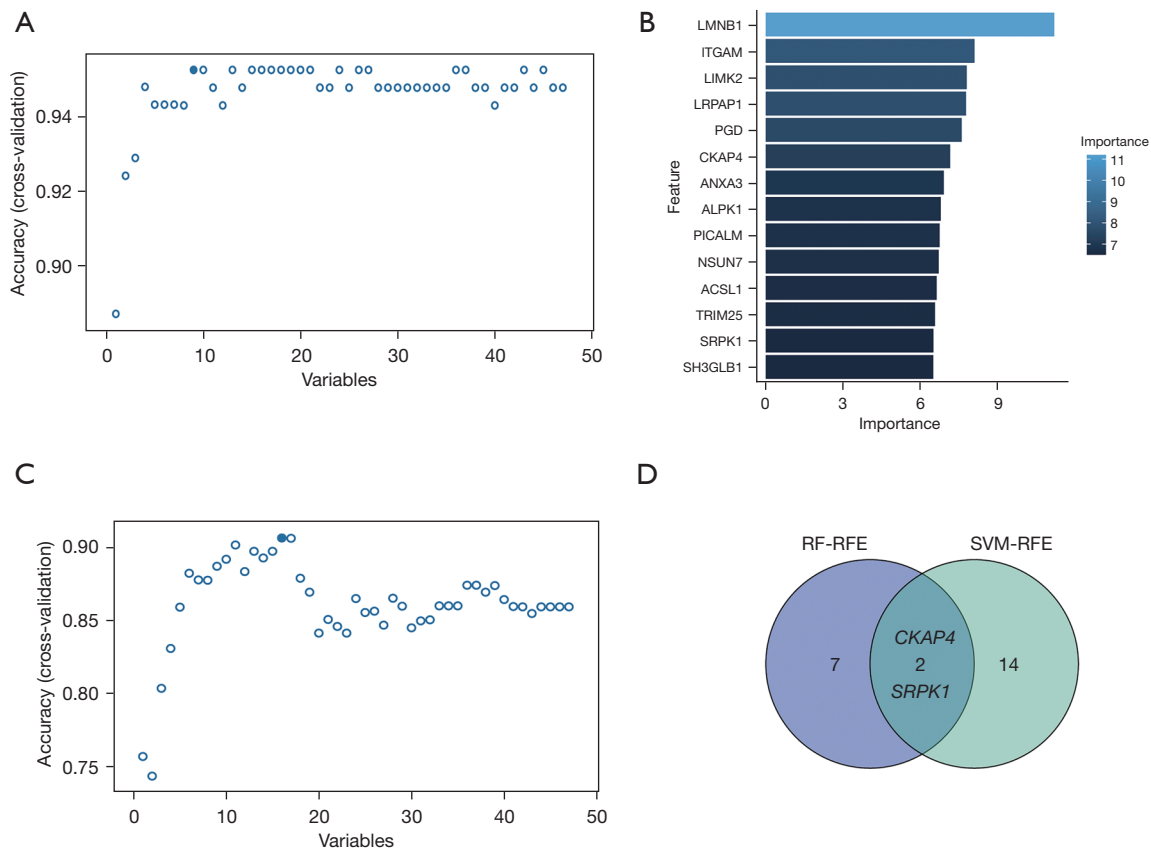 A
Accuracy (cross-validation)
0.94
0.92
0.90
0 10 20 30 40 50
Variables
B
Feature
LMNB1
ITGAM
LIMK2
LRPAP1
PGD
CKAP4
ANXA3
ALPK1
PICALM
NSUN7
ACSL1
TRIM25
SRPK1
SH3GLB1
0 3 6 9
Importance
Importance
11
10
9
8
7
C
Accuracy (cross-validation)
0.90
0.85
0.80
0.75
0 10 20 30 40 50
Variables
D
RF-RFE SVM-RFE
CKAP4
7 2 14
SRPK1